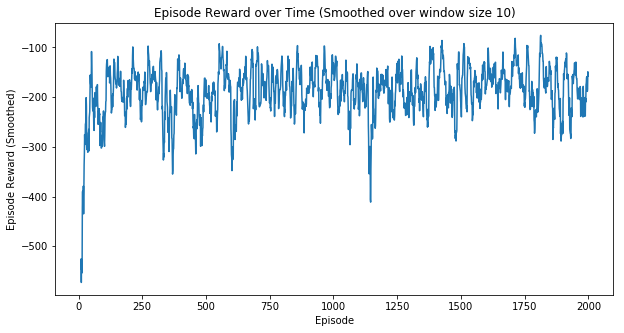 Episode Reward over Time (Smoothed over window size 10)
−100
−200
−300
−400
−500
Episode Reward (Smoothed)
0 250 500 750 1000 1250 1500 1750 2000
Episode